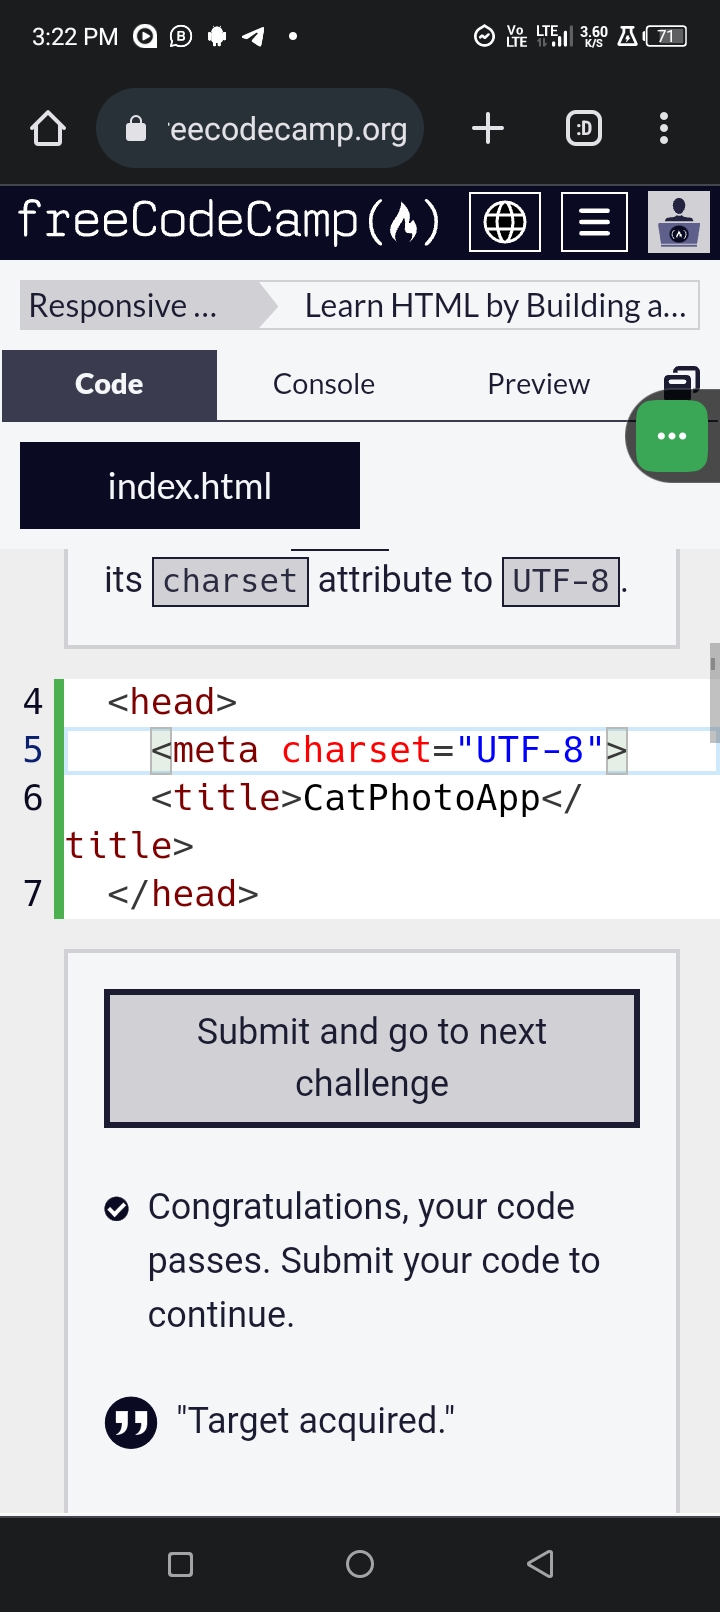 3:22 PM
Vo LTE LTE 3.60 K/S 71
eecodecamp.org
:D
freeCodeCamp(🔥)
Responsive ... Learn HTML by Building a...
Code Console Preview
index.html
its charset attribute to UTF-8.
4 <head>
5 <meta charset="UTF-8">
6 <title>CatPhotoApp</
title>
7 </head>
Submit and go to next
challenge
Congratulations, your code
passes. Submit your code to
continue.
"Target acquired."